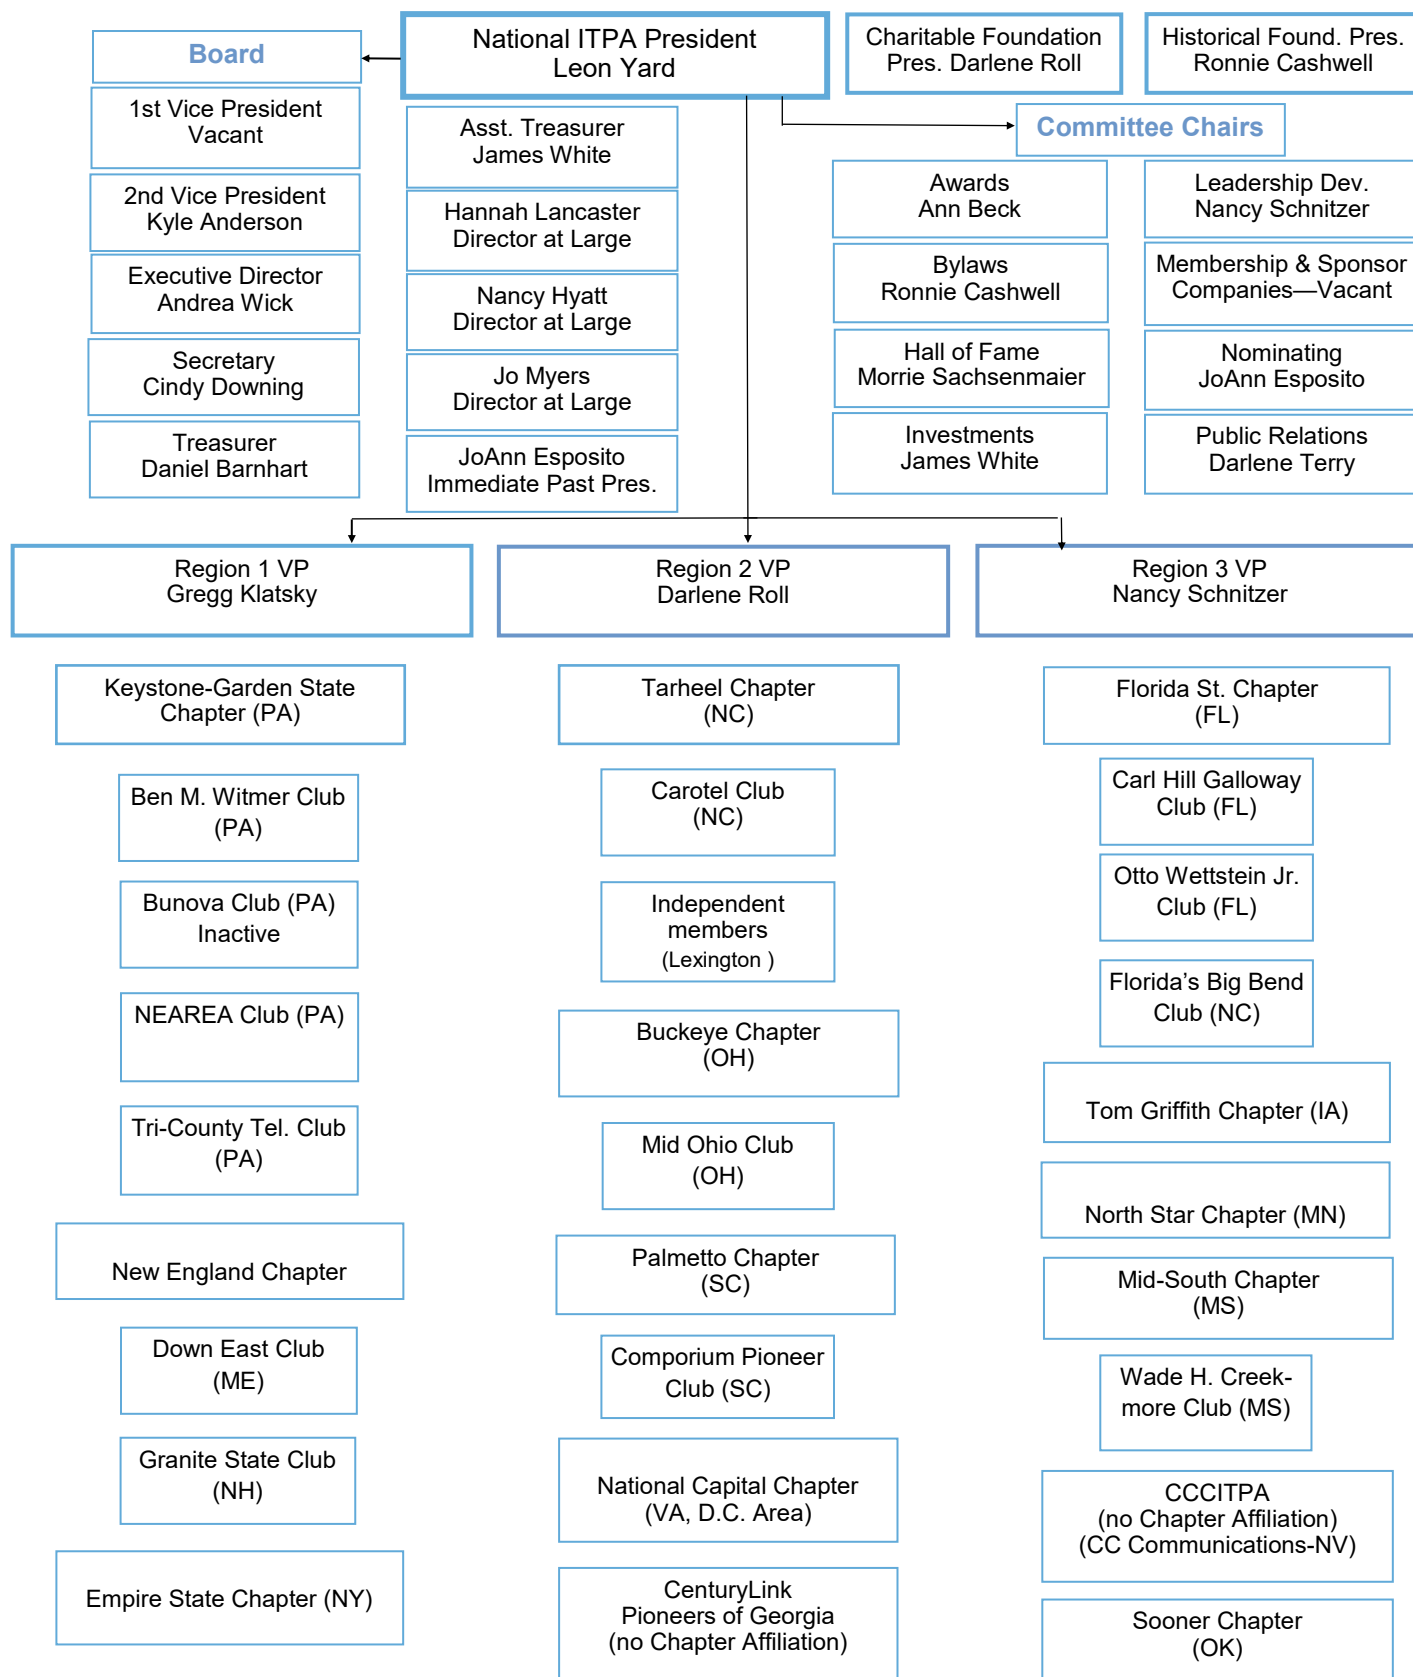 Board
National ITPA President
Leon Yard
Charitable Foundation
Pres. Darlene Roll
Historical Found. Pres.
Ronnie Cashwell
1st Vice President
Vacant
2nd Vice President
Kyle Anderson
Executive Director
Andrea Wick
Secretary
Cindy Downing
Treasurer
Daniel Barnhart
Asst. Treasurer
James White
Hannah Lancaster
Director at Large
Nancy Hyatt
Director at Large
Jo Myers
Director at Large
JoAnn Esposito
Immediate Past Pres.
Committee Chairs
Awards
Ann Beck
Bylaws
Ronnie Cashwell
Hall of Fame
Morrie Sachsenmaier
Investments
James White
Leadership Dev.
Nancy Schnitzer
Membership & Sponsor
Companies—Vacant
Nominating
JoAnn Esposito
Public Relations
Darlene Terry
Region 1 VP
Gregg Klatsky
Keystone-Garden State
Chapter (PA)
Ben M. Witmer Club
(PA)
Bunova Club (PA)
Inactive
NEAREA Club (PA)
Tri-County Tel. Club
(PA)
New England Chapter
Down East Club
(ME)
Granite State Club
(NH)
Empire State Chapter (NY)
Region 2 VP
Darlene Roll
Tarheel Chapter
(NC)
Carotel Club
(NC)
Independent
members
(Lexington )
Buckeye Chapter
(OH)
Mid Ohio Club
(OH)
Palmetto Chapter
(SC)
Comporium Pioneer
Club (SC)
National Capital Chapter
(VA, D.C. Area)
CenturyLink
Pioneers of Georgia
(no Chapter Affiliation)
Region 3 VP
Nancy Schnitzer
Florida St. Chapter
(FL)
Carl Hill Galloway
Club (FL)
Otto Wettstein Jr.
Club (FL)
Florida’s Big Bend
Club (NC)
Tom Griffith Chapter (IA)
North Star Chapter (MN)
Mid-South Chapter
(MS)
Wade H. Creek-
more Club (MS)
CCCITPA
(no Chapter Affiliation)
(CC Communications-NV)
Sooner Chapter
(OK)